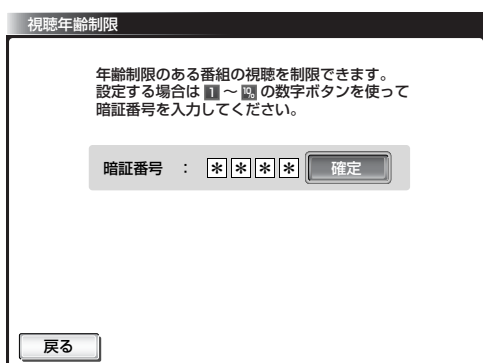 視聴年齢制限
年齢制限のある番組の視聴を制限できます。
設定する場合は 1 ~ 10/0 の数字ボタンを使って
暗証番号を入力してください。
暗証番号 : * * * * 確定
戻る